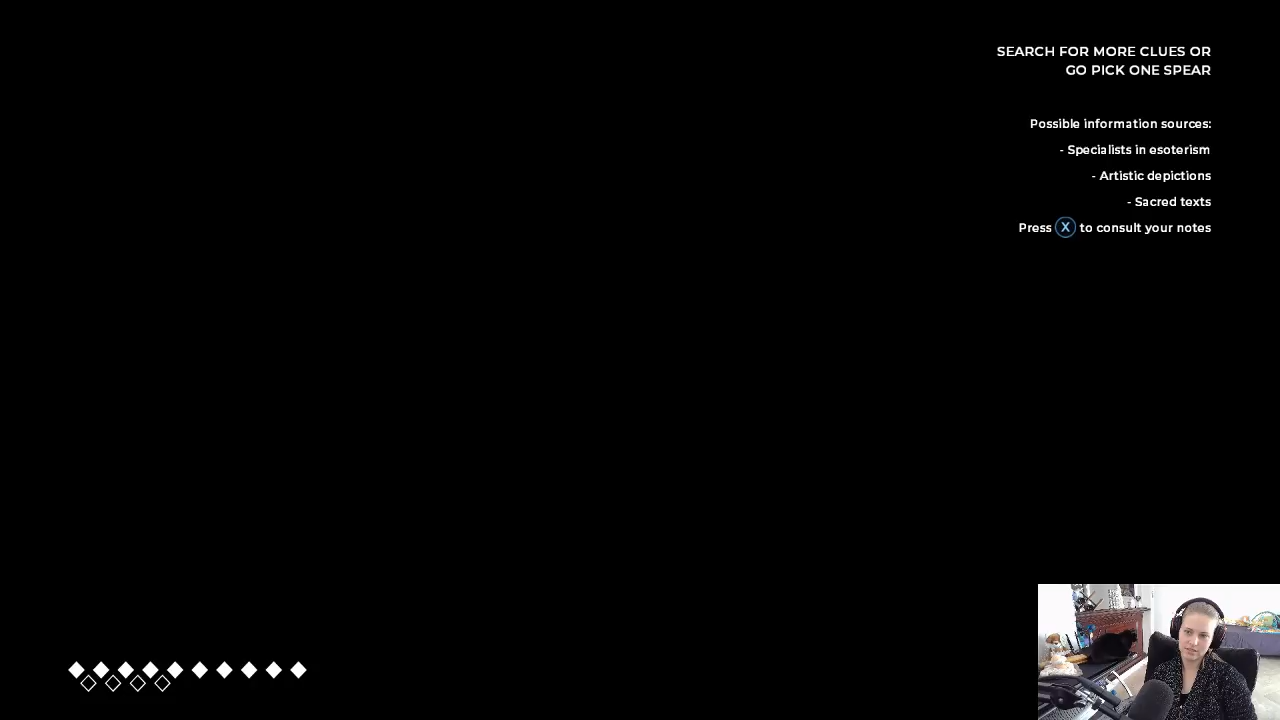 SEARCH FOR MORE CLUES OR
GO PICK ONE SPEAR
Possible information sources:
- Specialists in esoterism
- Artistic depictions
- Sacred texts
Press X to consult your notes